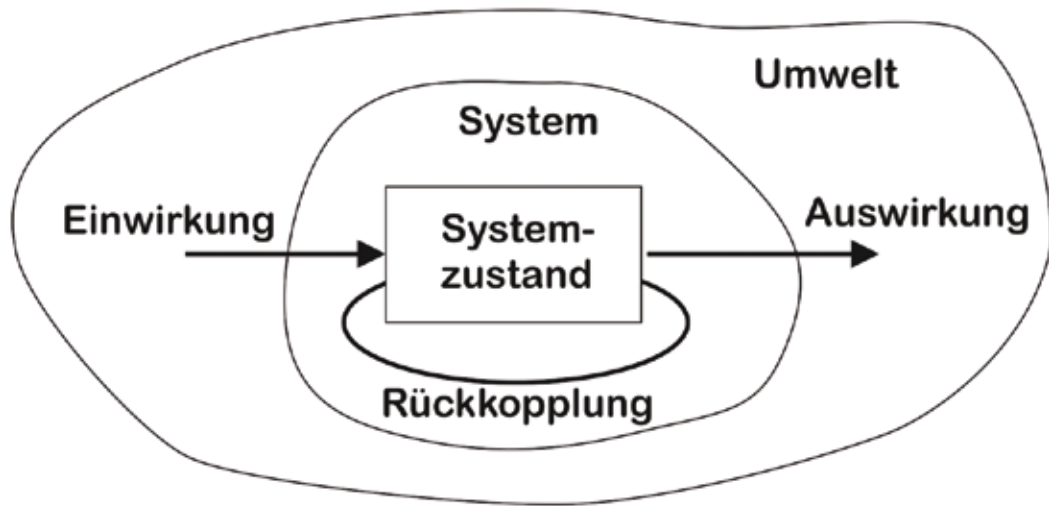 Umwelt
System
Einwirkung
System-
zustand
Auswirkung
Rückkopplung